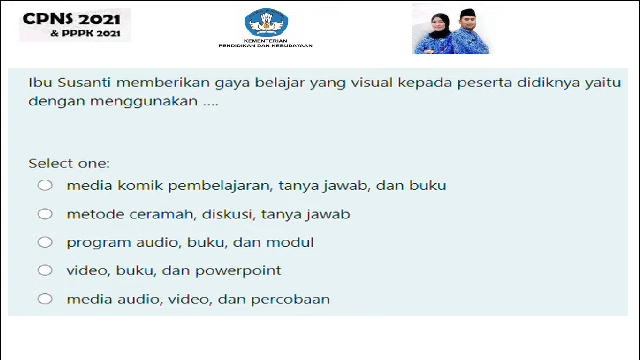 CPNS 2021
& PPPK 2021
KEMENTERIAN
PENDIDIKAN DAN KEBUDAYAAN
Ibu Susanti memberikan gaya belajar yang visual kepada peserta didiknya yaitu
dengan menggunakan ....
Select one:
media komik pembelajaran, tanya jawab, dan buku
metode ceramah, diskusi, tanya jawab
program audio, buku, dan modul
video, buku, dan powerpoint
media audio, video, dan percobaan